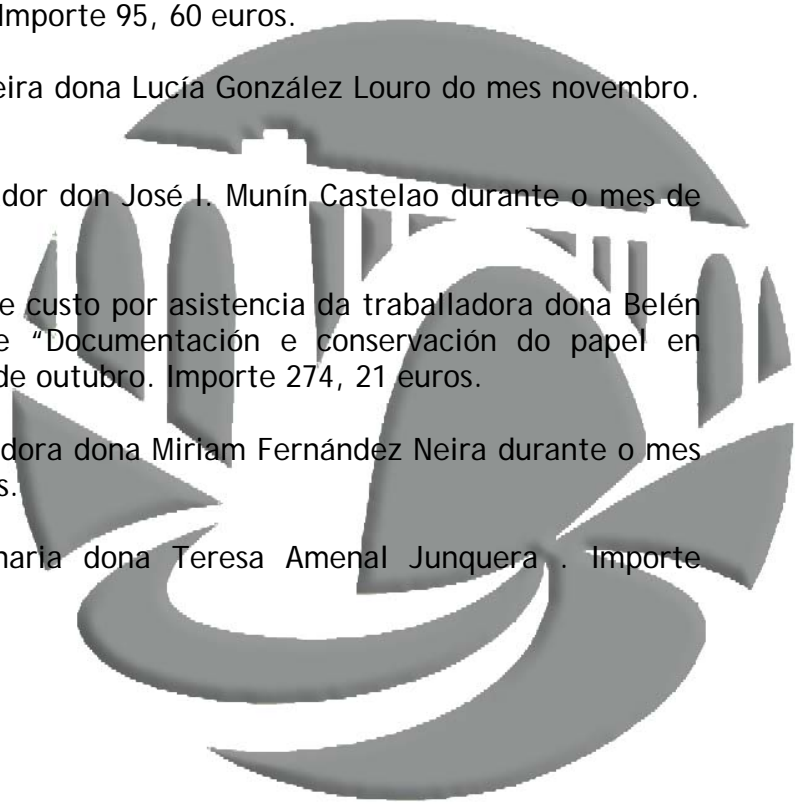 Importe 95, 60 euros.
eira dona Lucía González Louro do mes novembro.
dor don José I. Munín Castelao durante o mes de
e custo por asistencia da traballadora dona Belén
e “Documentación e conservación do papel en
de outubro. Importe 274, 21 euros.
dora dona Miriam Fernández Neira durante o mes
s.
naria dona Teresa Amenal Junquera . Importe